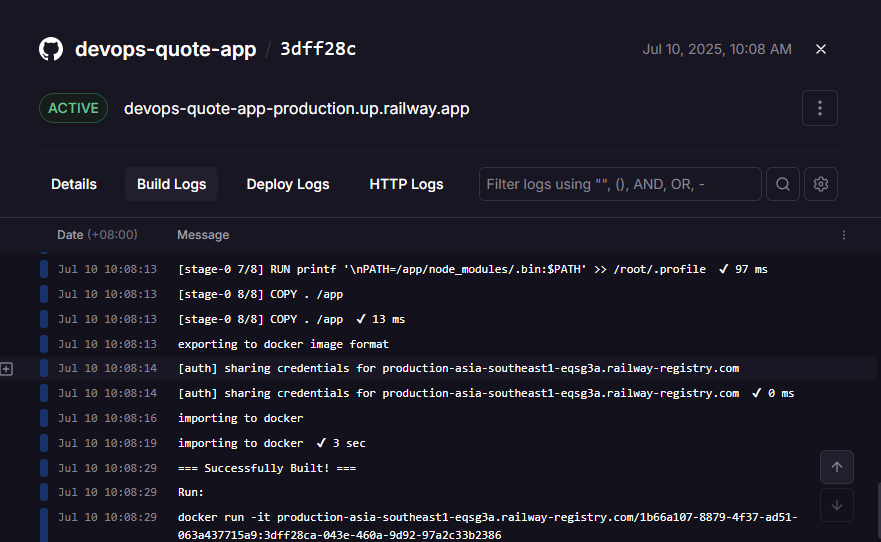 devops-quote-app / 3dff28c Jul 10, 2025, 10:08 AM
ACTIVE devops-quote-app-production.up.railway.app
Details Build Logs Deploy Logs HTTP Logs Filter logs using "", (), AND, OR, -
Date (+08:00) Message
Jul 10 10:08:13 [stage-0 7/8] RUN printf '\nPATH=/app/node_modules/.bin:$PATH' >> /root/.profile ✔ 97 ms
Jul 10 10:08:13 [stage-0 8/8] COPY . /app
Jul 10 10:08:13 [stage-0 8/8] COPY . /app ✔ 13 ms
Jul 10 10:08:13 exporting to docker image format
Jul 10 10:08:14 [auth] sharing credentials for production-asia-southeast1-eqsg3a.railway-registry.com
Jul 10 10:08:14 [auth] sharing credentials for production-asia-southeast1-eqsg3a.railway-registry.com ✔ 0 ms
Jul 10 10:08:16 importing to docker
Jul 10 10:08:19 importing to docker ✔ 3 sec
Jul 10 10:08:29 === Successfully Built! ===
Jul 10 10:08:29 Run:
Jul 10 10:08:29 docker run -it production-asia-southeast1-eqsg3a.railway-registry.com/1b66a107-8879-4f37-ad51-
063a437715a9:3dff28ca-043e-460a-9d92-97a2c33b2386